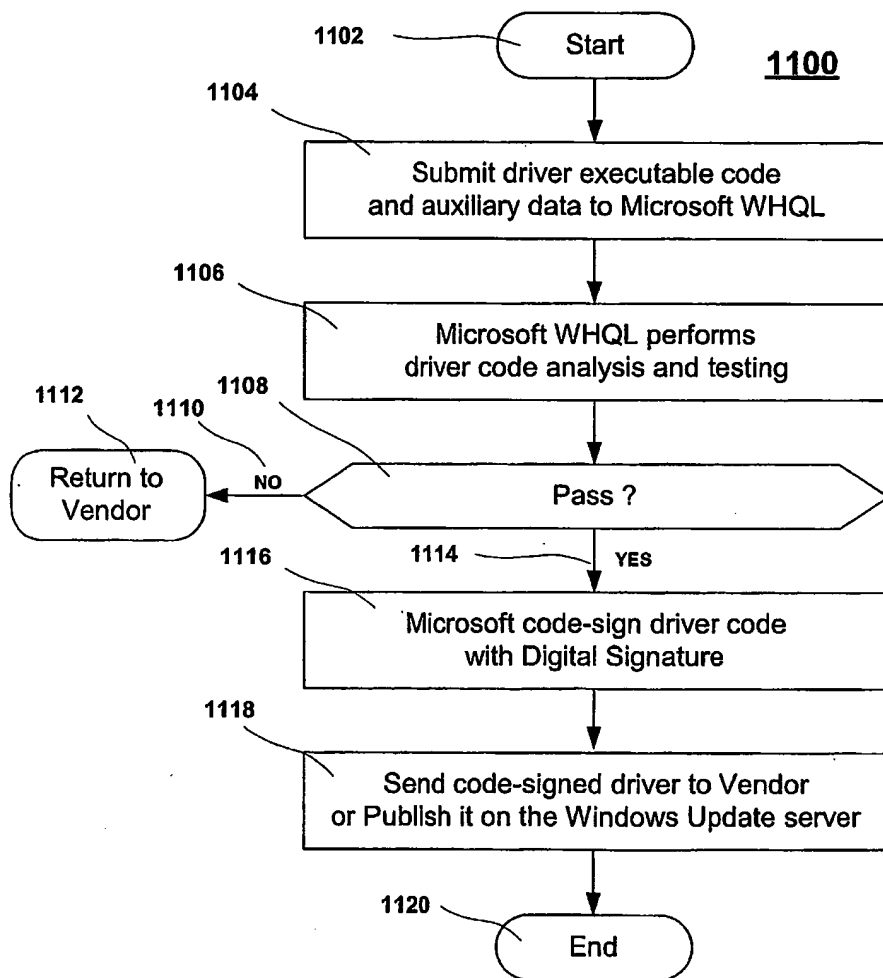 1102
Start
1100
1104
Submit driver executable code
and auxiliary data to Microsoft WHQL
1106
Microsoft WHQL performs
driver code analysis and testing
1112
1110
1108
Return to
Vendor
NO
Pass ?
1114
YES
1116
Microsoft code-sign driver code
with Digital Signature
1118
Send code-signed driver to Vendor
or Publish it on the Windows Update server
1120
End